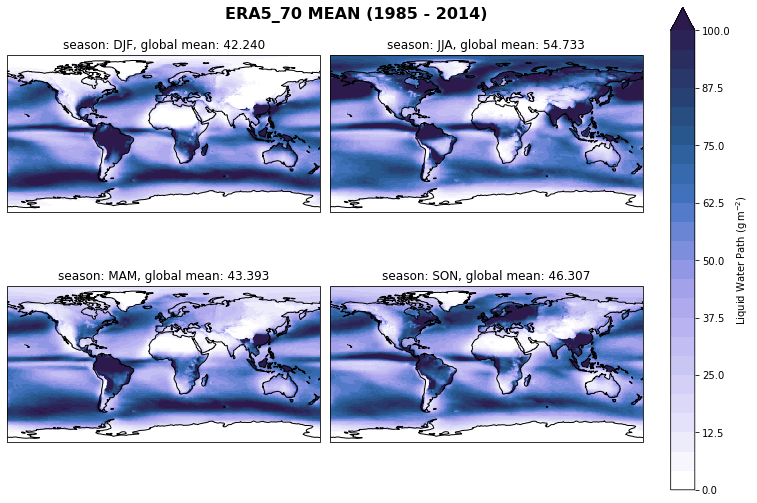 ERA5_70 MEAN (1985 - 2014)
season: DJF, global mean: 42.240
season: JJA, global mean: 54.733
season: MAM, global mean: 43.393
season: SON, global mean: 46.307
100.0
87.5
75.0
62.5
50.0
37.5
25.0
12.5
0.0
Liquid Water Path (g m⁻²)